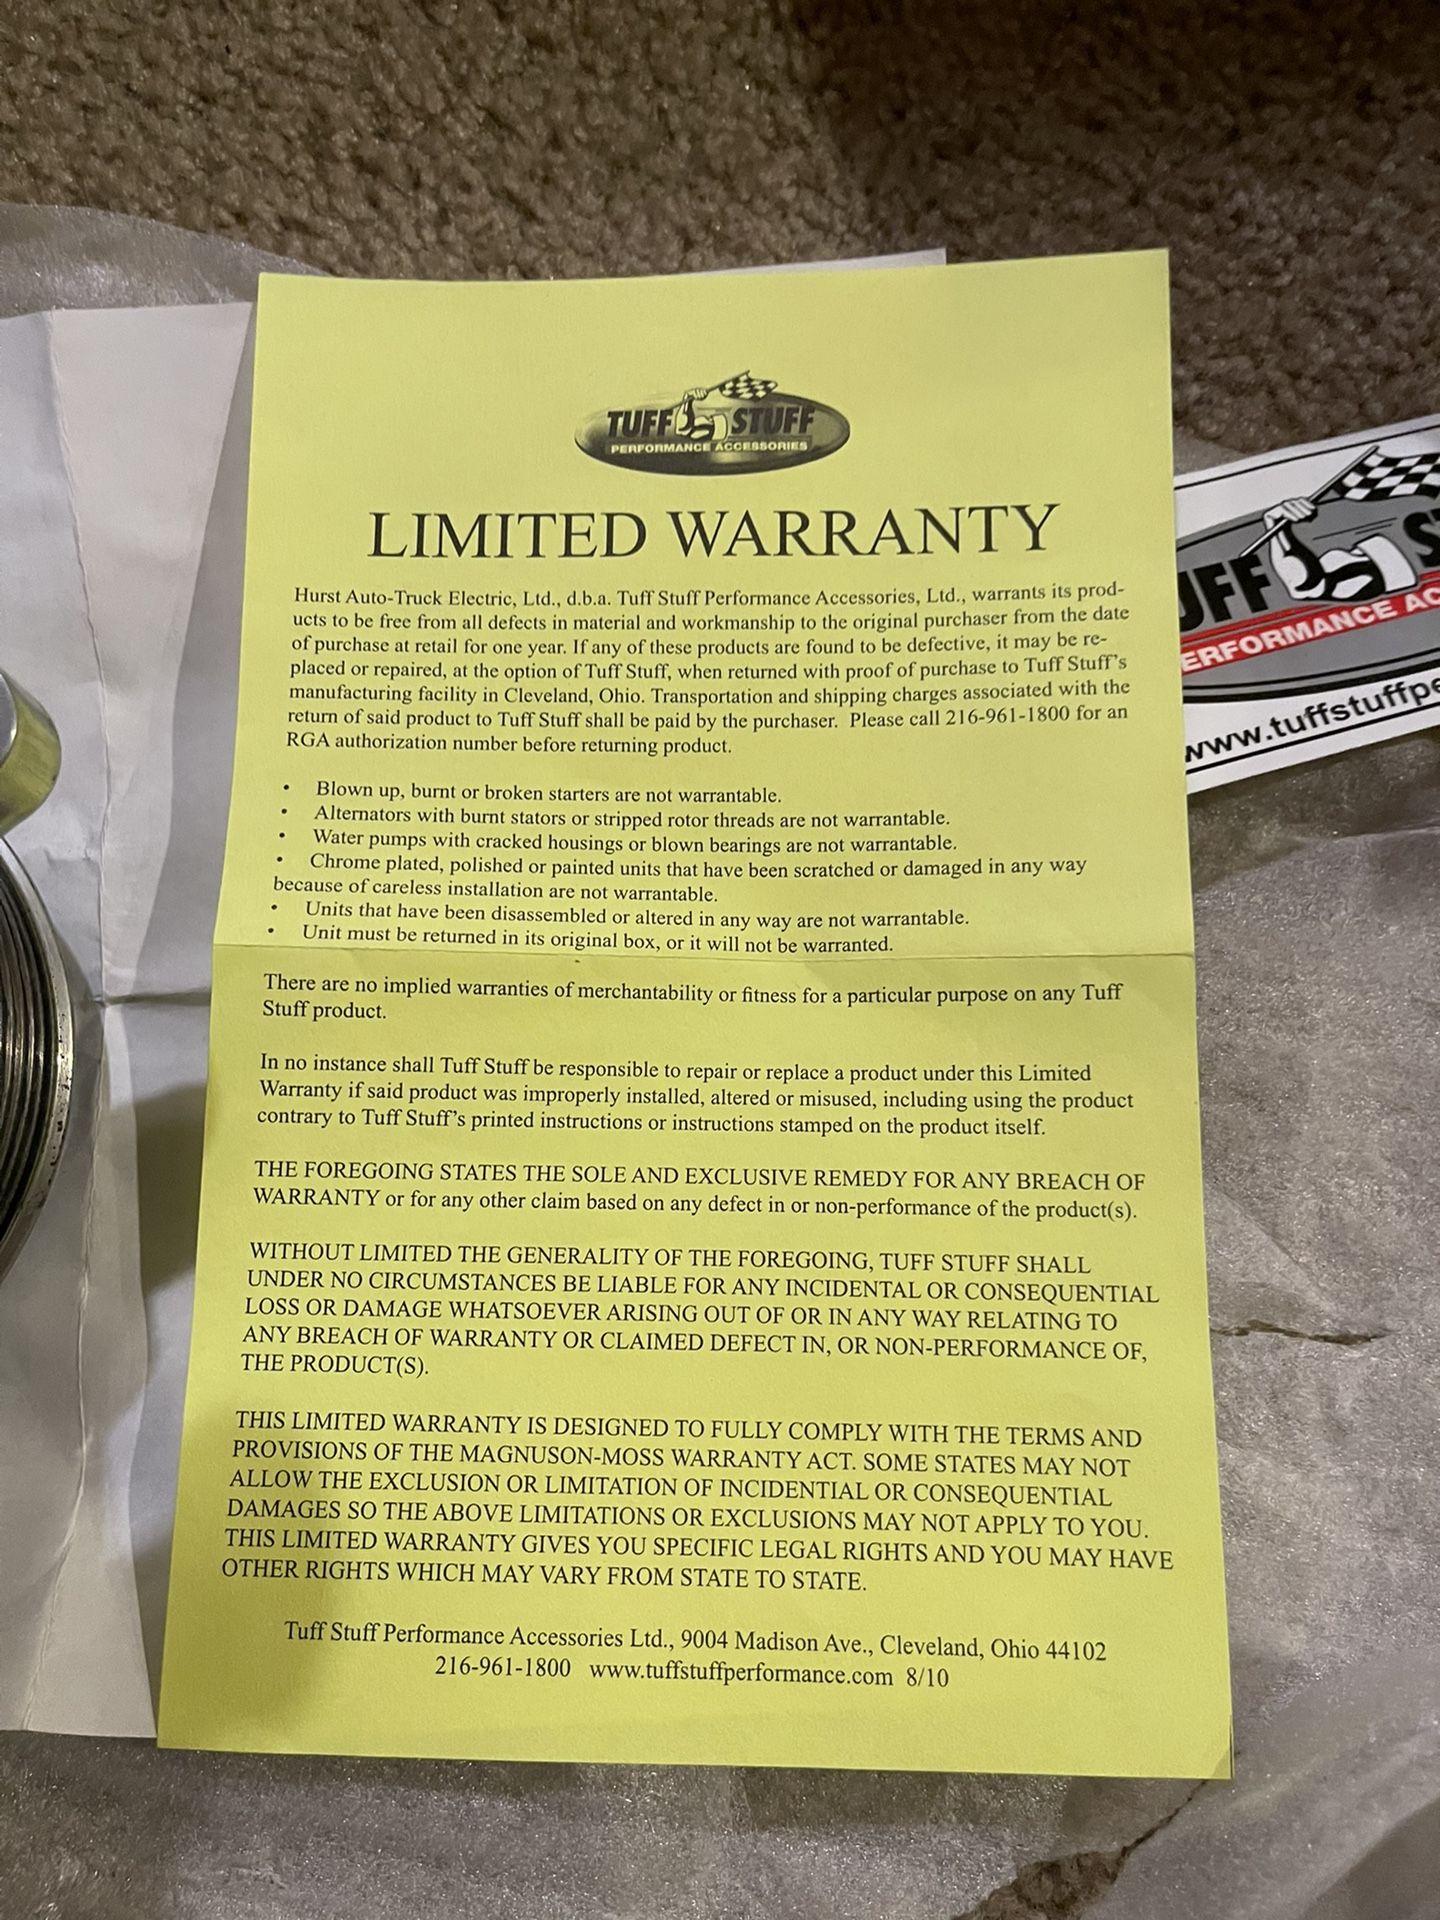 TUFF STUFF
PERFORMANCE ACCESSORIES
LIMITED WARRANTY
Hurst Auto-Truck Electric, Ltd., d.b.a. Tuff Stuff Performance Accessories, Ltd., warrants its prod-
ucts to be free from all defects in material and workmanship to the original purchaser from the date
of purchase at retail for one year. If any of these products are found to be defective, it may be re-
placed or repaired, at the option of Tuff Stuff, when returned with proof of purchase to Tuff Stuff's
manufacturing facility in Cleveland, Ohio. Transportation and shipping charges associated with the
return of said product to Tuff Stuff shall be paid by the purchaser. Please call 216-961-1800 for an
RGA authorization number before returning product.
• Blown up, burnt or broken starters are not warrantable.
• Alternators with burnt stators or stripped rotor threads are not warrantable.
• Water pumps with cracked housings or blown bearings are not warrantable.
• Chrome plated, polished or painted units that have been scratched or damaged in any way
because of careless installation are not warrantable.
• Units that have been disassembled or altered in any way are not warrantable.
• Unit must be returned in its original box, or it will not be warranted.
There are no implied warranties of merchantability or fitness for a particular purpose on any Tuff
Stuff product.
In no instance shall Tuff Stuff be responsible to repair or replace a product under this Limited
Warranty if said product was improperly installed, altered or misused, including using the product
contrary to Tuff Stuff's printed instructions or instructions stamped on the product itself.
THE FOREGOING STATES THE SOLE AND EXCLUSIVE REMEDY FOR ANY BREACH OF
WARRANTY or for any other claim based on any defect in or non-performance of the product(s).
WITHOUT LIMITED THE GENERALITY OF THE FOREGOING, TUFF STUFF SHALL
UNDER NO CIRCUMSTANCES BE LIABLE FOR ANY INCIDENTAL OR CONSEQUENTIAL
LOSS OR DAMAGE WHATSOEVER ARISING OUT OF OR IN ANY WAY RELATING TO
ANY BREACH OF WARRANTY OR CLAIMED DEFECT IN, OR NON-PERFORMANCE OF,
THE PRODUCT(S).
THIS LIMITED WARRANTY IS DESIGNED TO FULLY COMPLY WITH THE TERMS AND
PROVISIONS OF THE MAGNUSON-MOSS WARRANTY ACT. SOME STATES MAY NOT
ALLOW THE EXCLUSION OR LIMITATION OF INCIDENTIAL OR CONSEQUENTIAL
DAMAGES SO THE ABOVE LIMITATIONS OR EXCLUSIONS MAY NOT APPLY TO YOU.
THIS LIMITED WARRANTY GIVES YOU SPECIFIC LEGAL RIGHTS AND YOU MAY HAVE
OTHER RIGHTS WHICH MAY VARY FROM STATE TO STATE.
Tuff Stuff Performance Accessories Ltd., 9004 Madison Ave., Cleveland, Ohio 44102
216-961-1800 www.tuffstuffperformance.com 8/10
UFF ST
ERFORMANCE AC
www.tuffstuffpe